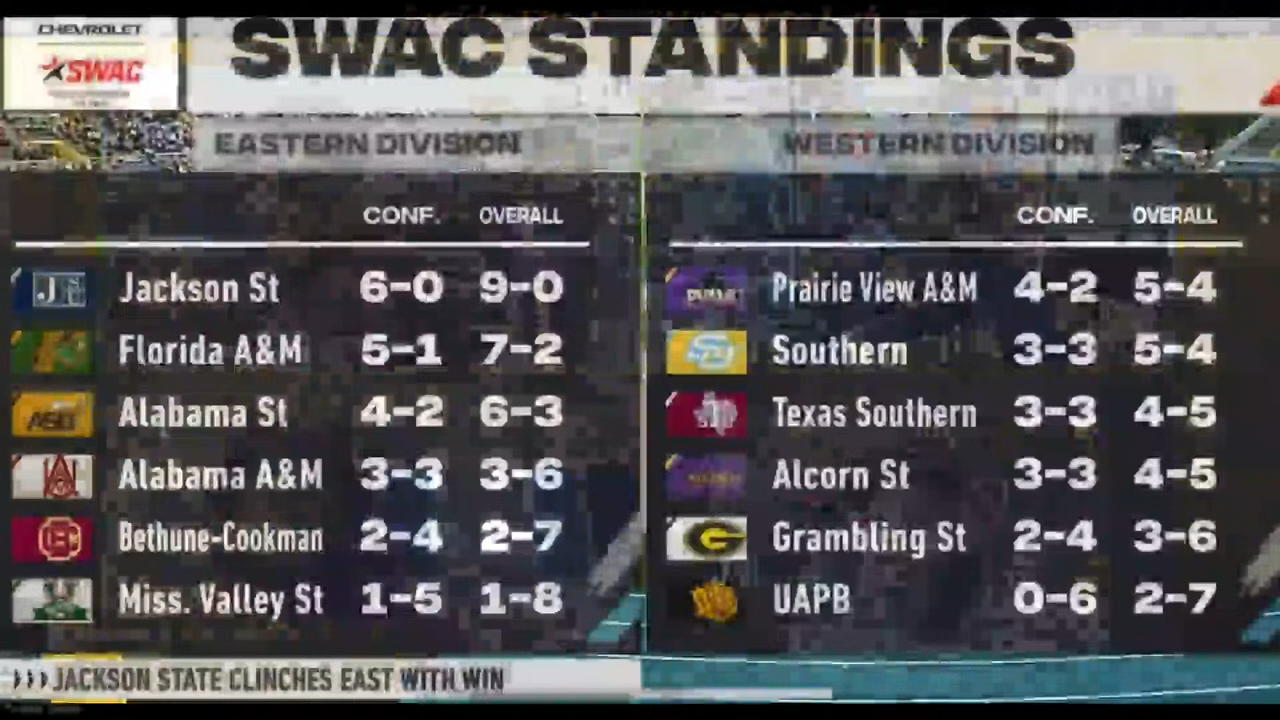 CHEVROLET
SWAC
SWAC STANDINGS
EASTERN DIVISION
CONF. OVERALL
Jackson St 6-0 9-0
Florida A&M 5-1 7-2
ASU Alabama St 4-2 6-3
Alabama A&M 3-3 3-6
Bethune-Cookman 2-4 2-7
Miss. Valley St 1-5 1-8
WESTERN DIVISION
CONF. OVERALL
Prairie View A&M 4-2 5-4
Southern 3-3 5-4
Texas Southern 3-3 4-5
Alcorn St 3-3 4-5
G Grambling St 2-4 3-6
UAPB 0-6 2-7
JACKSON STATE CLINCHES EAST WITH WIN